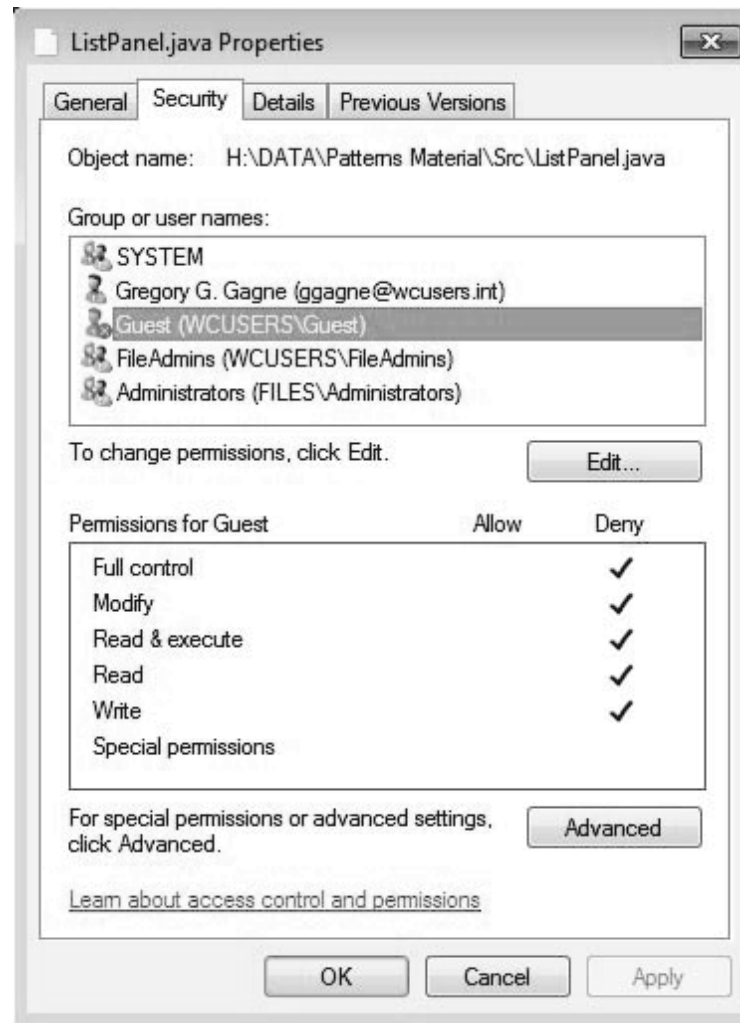 ListPanel.java Properties
General Security Details Previous Versions
Object name: H:\DATA\Patterns Material\Src\ListPanel.java
Group or user names:
SYSTEM
Gregory G. Gagne (ggagne@wcusers.int)
Guest (WCUSERS\Guest)
FileAdmins (WCUSERS\FileAdmins)
Administrators (FILES\Administrators)
To change permissions, click Edit.
Edit...
Permissions for Guest Allow Deny
Full control
Modify
Read & execute
Read
Write
Special permissions
For special permissions or advanced settings,
click Advanced.
Advanced
Learn about access control and permissions
OK Cancel Apply